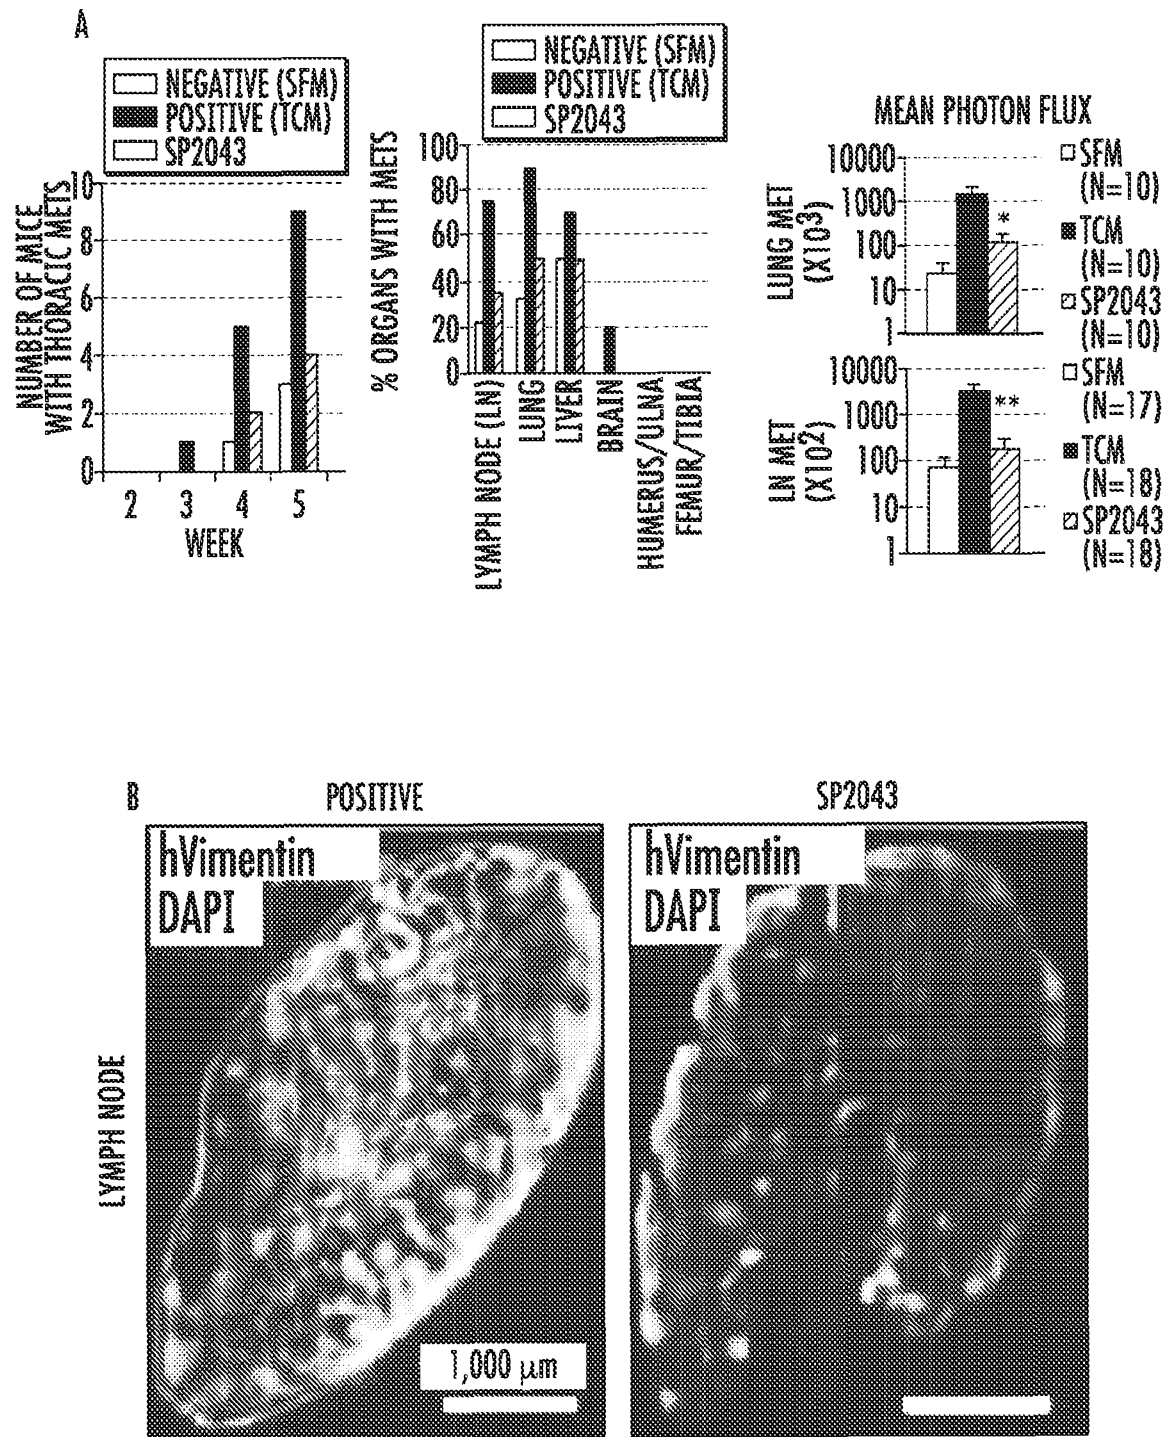 A
NEGATIVE (SFM)
POSITIVE (TCM)
SP2043
NUMBER OF MICE
WITH THORACIC METS
10
8
6
4
2
0
2 3 4 5
WEEK
NEGATIVE (SFM)
POSITIVE (TCM)
SP2043
% ORGANS WITH METS
100
80
60
40
20
0
LYMPH NODE (LN)
LUNG
LIVER
BRAIN
HUMERUS/ULNA
FEMUR/TIBIA
MEAN PHOTON FLUX
LUNG MET
(X10³)
10000
1000
100
10
1
*
SFM
(N=10)
TCM
(N=10)
SP2043
(N=10)
LN MET
(X10²)
10000
1000
100
10
1
**
SFM
(N=17)
TCM
(N=18)
SP2043
(N=18)
B
POSITIVE
SP2043
LYMPH NODE
hVimentin
DAPI
1,000 μm
hVimentin
DAPI